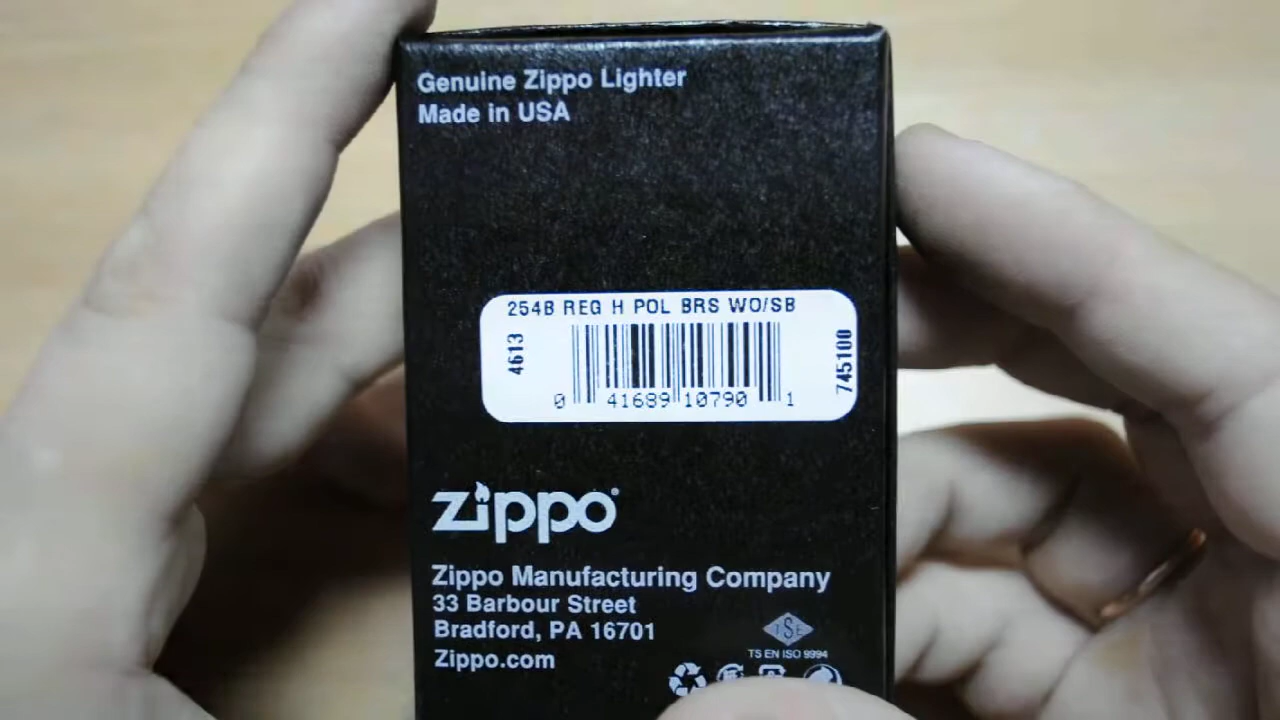 Genuine Zippo Lighter
Made in USA
254B REG H POL BRS WO/SB
4613
745100
0 41689 10790 1
zippo
Zippo Manufacturing Company
33 Barbour Street
Bradford, PA 16701
Zippo.com
TSE
TS EN ISO 9994